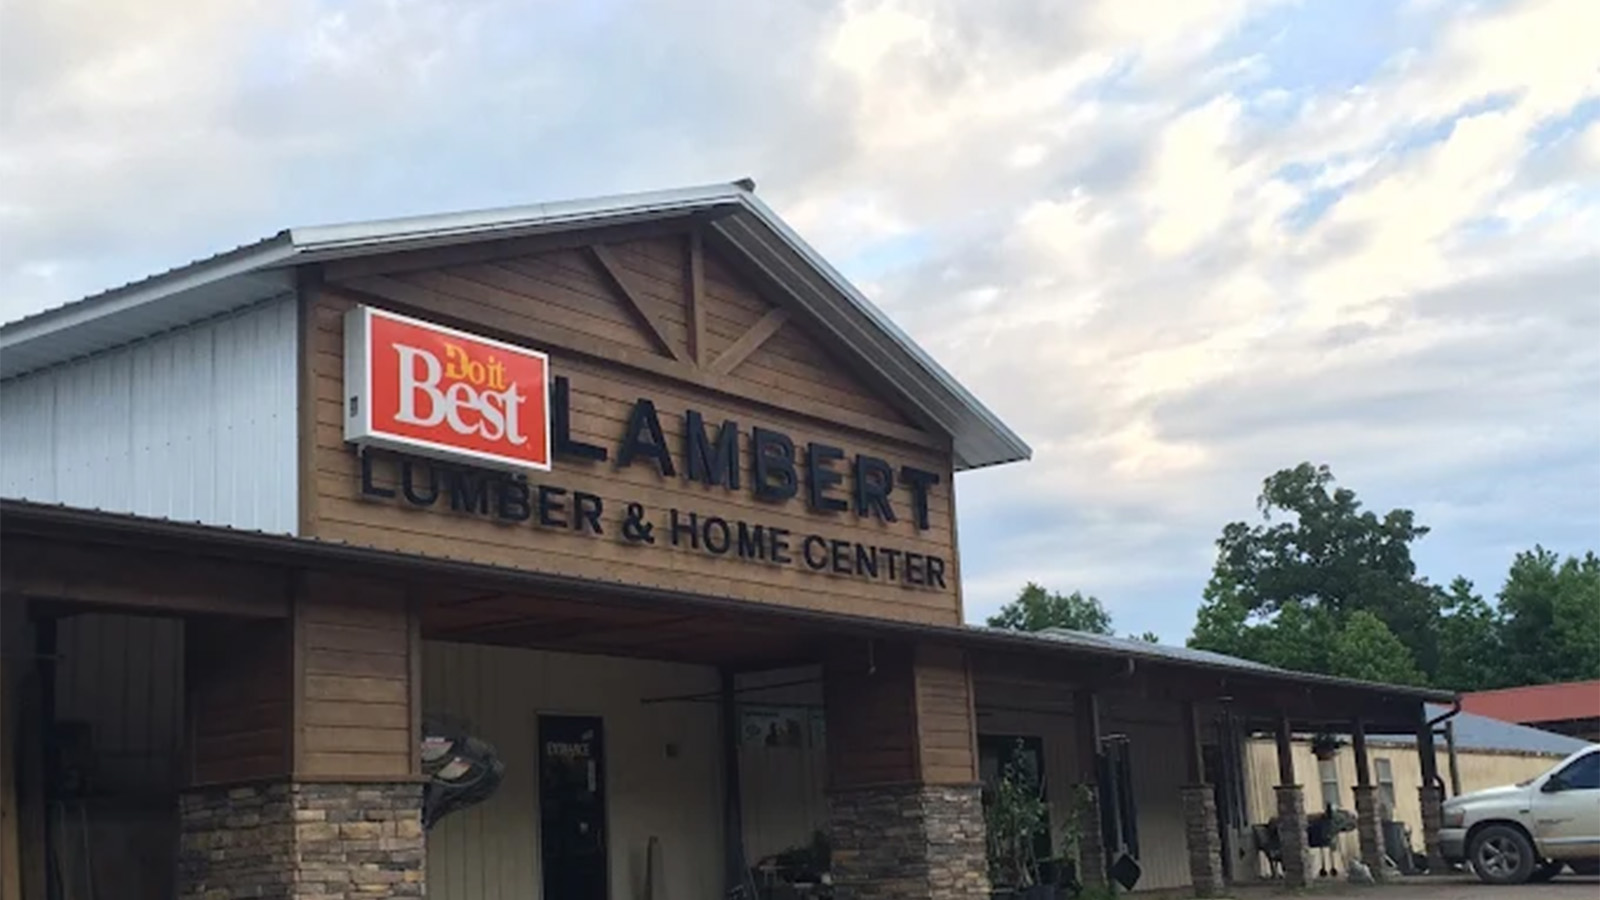 Do it
Best
LAMBERT
LUMBER & HOME CENTER
ENTRANCE